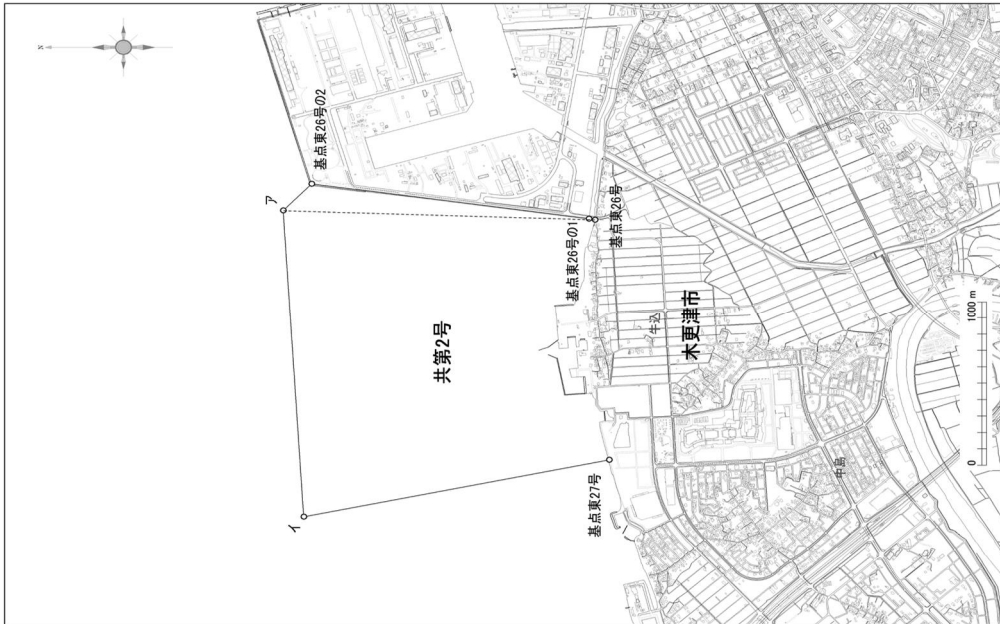 N
基点東26号の2
ア
基点東26号の1
基点東26号
牛込
木更津市
共第2号
イ
基点東27号
中島
0
1000 m